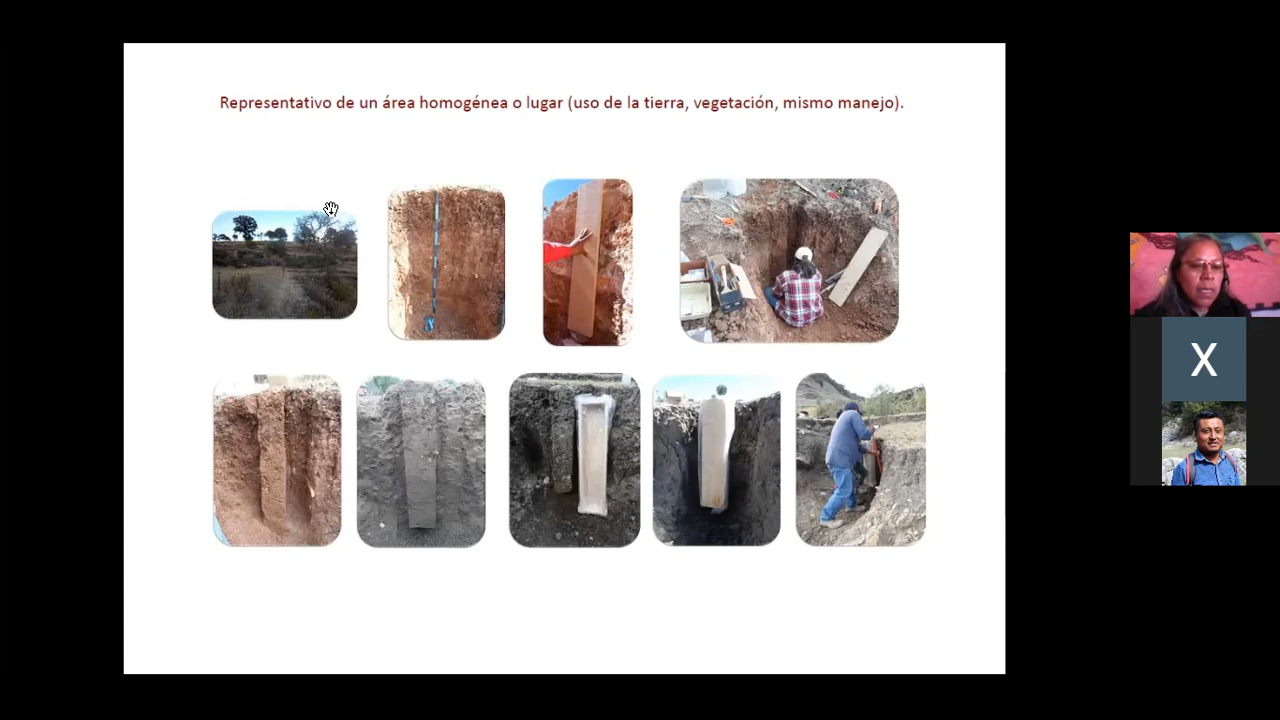 Representativo de un área homogénea o lugar (uso de la tierra, vegetación, mismo manejo).
X